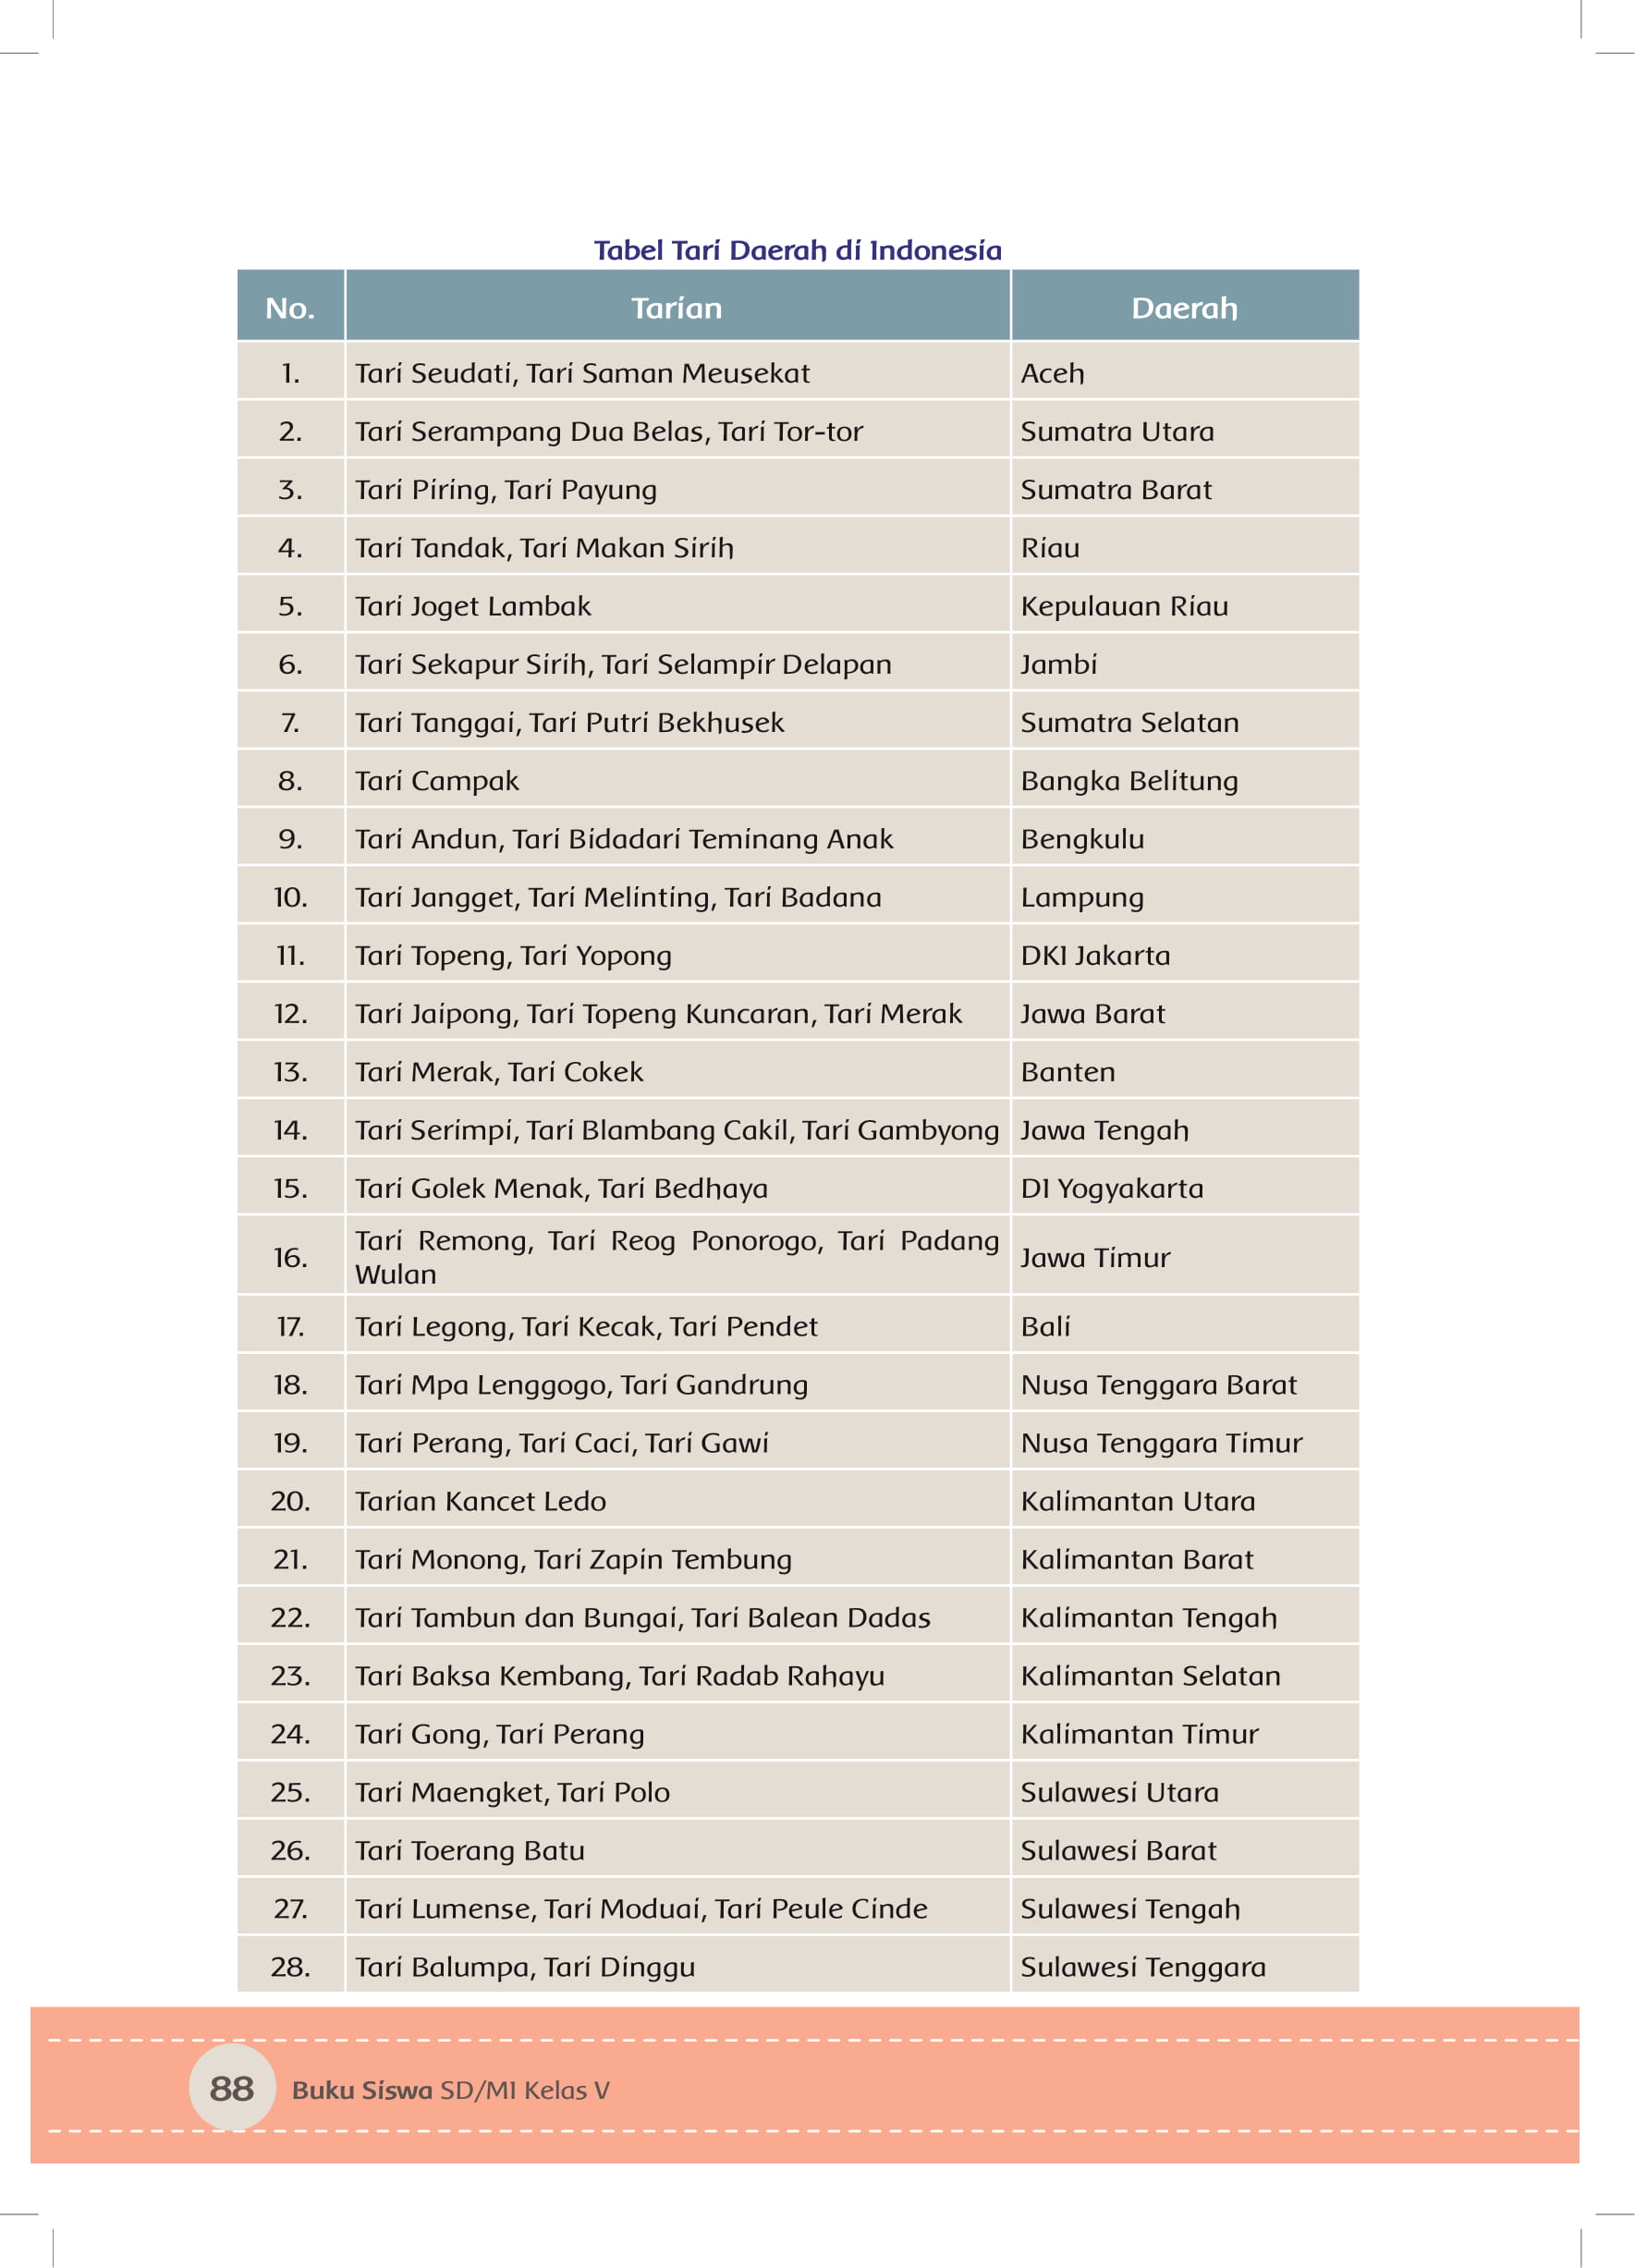 Tabel Tari Daerah di Indonesia
No. Tarian Daerah
1. Tari Seudati, Tari Saman Meusekat Aceh
2. Tari Serampang Dua Belas, Tari Tor-tor Sumatra Utara
3. Tari Piring, Tari Payung Sumatra Barat
4. Tari Tandak, Tari Makan Sirih Riau
5. Tari Joget Lambak Kepulauan Riau
6. Tari Sekapur Sirih, Tari Selampir Delapan Jambi
7. Tari Tanggai, Tari Putri Bekhusek Sumatra Selatan
8. Tari Campak Bangka Belitung
9. Tari Andun, Tari Bidadari Teminang Anak Bengkulu
10. Tari Jangget, Tari Melinting, Tari Badana Lampung
11. Tari Topeng, Tari Yopong DKI Jakarta
12. Tari Jaipong, Tari Topeng Kuncaran, Tari Merak Jawa Barat
13. Tari Merak, Tari Cokek Banten
14. Tari Serimpi, Tari Blambang Cakil, Tari Gambyong Jawa Tengah
15. Tari Golek Menak, Tari Bedhaya DI Yogyakarta
16. Tari Remong, Tari Reog Ponorogo, Tari Padang
Wulan Jawa Timur
17. Tari Legong, Tari Kecak, Tari Pendet Bali
18. Tari Mpa Lenggogo, Tari Gandrung Nusa Tenggara Barat
19. Tari Perang, Tari Caci, Tari Gawi Nusa Tenggara Timur
20. Tarian Kancet Ledo Kalimantan Utara
21. Tari Monong, Tari Zapin Tembung Kalimantan Barat
22. Tari Tambun dan Bungai, Tari Balean Dadas Kalimantan Tengah
23. Tari Baksa Kembang, Tari Radab Rahayu Kalimantan Selatan
24. Tari Gong, Tari Perang Kalimantan Timur
25. Tari Maengket, Tari Polo Sulawesi Utara
26. Tari Toerang Batu Sulawesi Barat
27. Tari Lumense, Tari Moduai, Tari Peule Cinde Sulawesi Tengah
28. Tari Balumpa, Tari Dinggu Sulawesi Tenggara
88 Buku Siswa SD/MI Kelas V